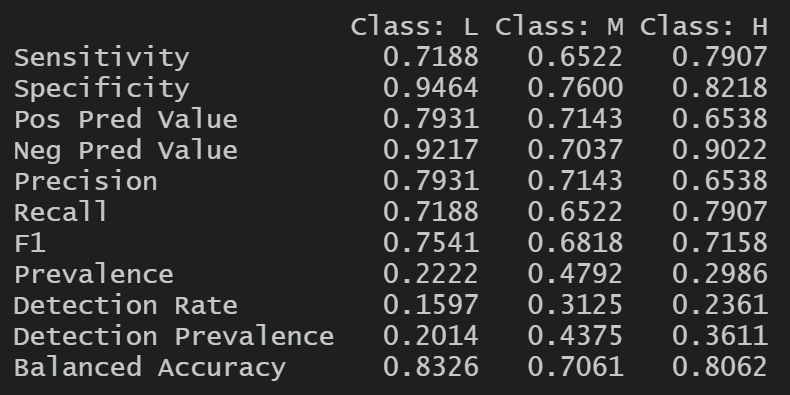 Class: L Class: M Class: H
Sensitivity 0.7188 0.6522 0.7907
Specificity 0.9464 0.7600 0.8218
Pos Pred Value 0.7931 0.7143 0.6538
Neg Pred Value 0.9217 0.7037 0.9022
Precision 0.7931 0.7143 0.6538
Recall 0.7188 0.6522 0.7907
F1 0.7541 0.6818 0.7158
Prevalence 0.2222 0.4792 0.2986
Detection Rate 0.1597 0.3125 0.2361
Detection Prevalence 0.2014 0.4375 0.3611
Balanced Accuracy 0.8326 0.7061 0.8062